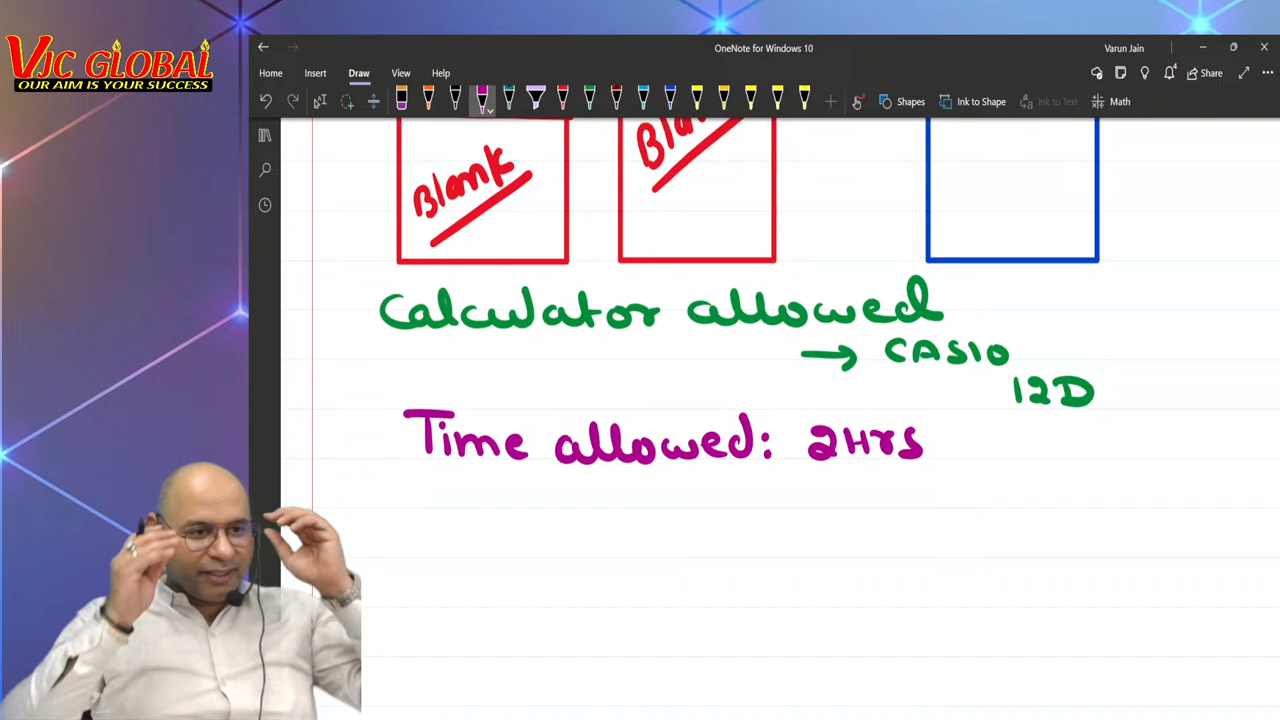 VJC GLOBAL
OUR AIM IS YOUR SUCCESS
OneNote for Windows 10
Varun Jain
Home Insert Draw View Help
Share
Shapes Ink to Shape Ink to Text Math
Blank
Calculator allowed
→ CASIO
12D
Time allowed: 2Hrs